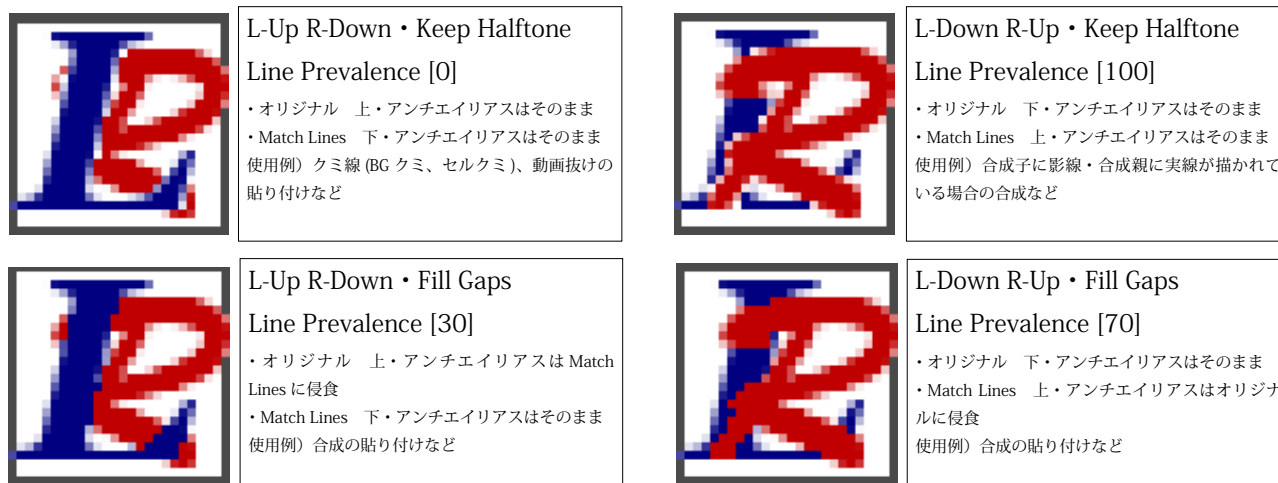 L-Up R-Down・Keep Halftone
Line Prevalence [0]
・オリジナル　上・アンチエイリアスはそのまま
・Match Lines　下・アンチエイリアスはそのまま
使用例）クミ線 (BG クミ、セルクミ )、動画抜けの
貼り付けなど
L-Down R-Up・Keep Halftone
Line Prevalence [100]
・オリジナル　下・アンチエイリアスはそのまま
・Match Lines　上・アンチエイリアスはそのまま
使用例）合成子に影線・合成親に実線が描かれて
いる場合の合成など
L-Up R-Down・Fill Gaps
Line Prevalence [30]
・オリジナル　上・アンチエイリアスは Match
Lines に侵食
・Match Lines　下・アンチエイリアスはそのまま
使用例）合成の貼り付けなど
L-Down R-Up・Fill Gaps
Line Prevalence [70]
・オリジナル　下・アンチエイリアスはそのまま
・Match Lines　上・アンチエイリアスはオリジナ
ルに侵食
使用例）合成の貼り付けなど